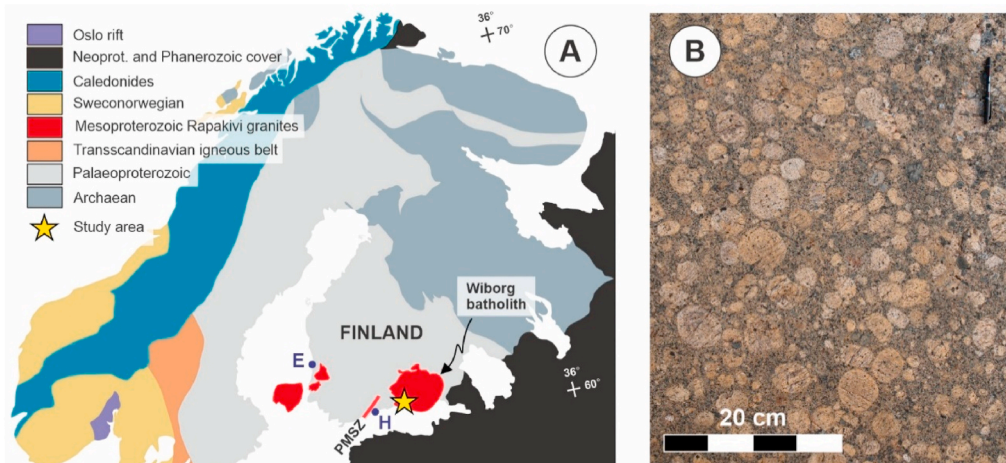 Oslo rift
Neoprot. and Phanerozoic cover
Caledonides
Sweconorwegian
Mesoproterozoic Rapakivi granites
Transscandinavian igneous belt
Palaeoproterozoic
Archaean
Study area
36°
70°
A
B
Wiborg
batholith
FINLAND
E
36°
60°
H
PMSZ
20 cm